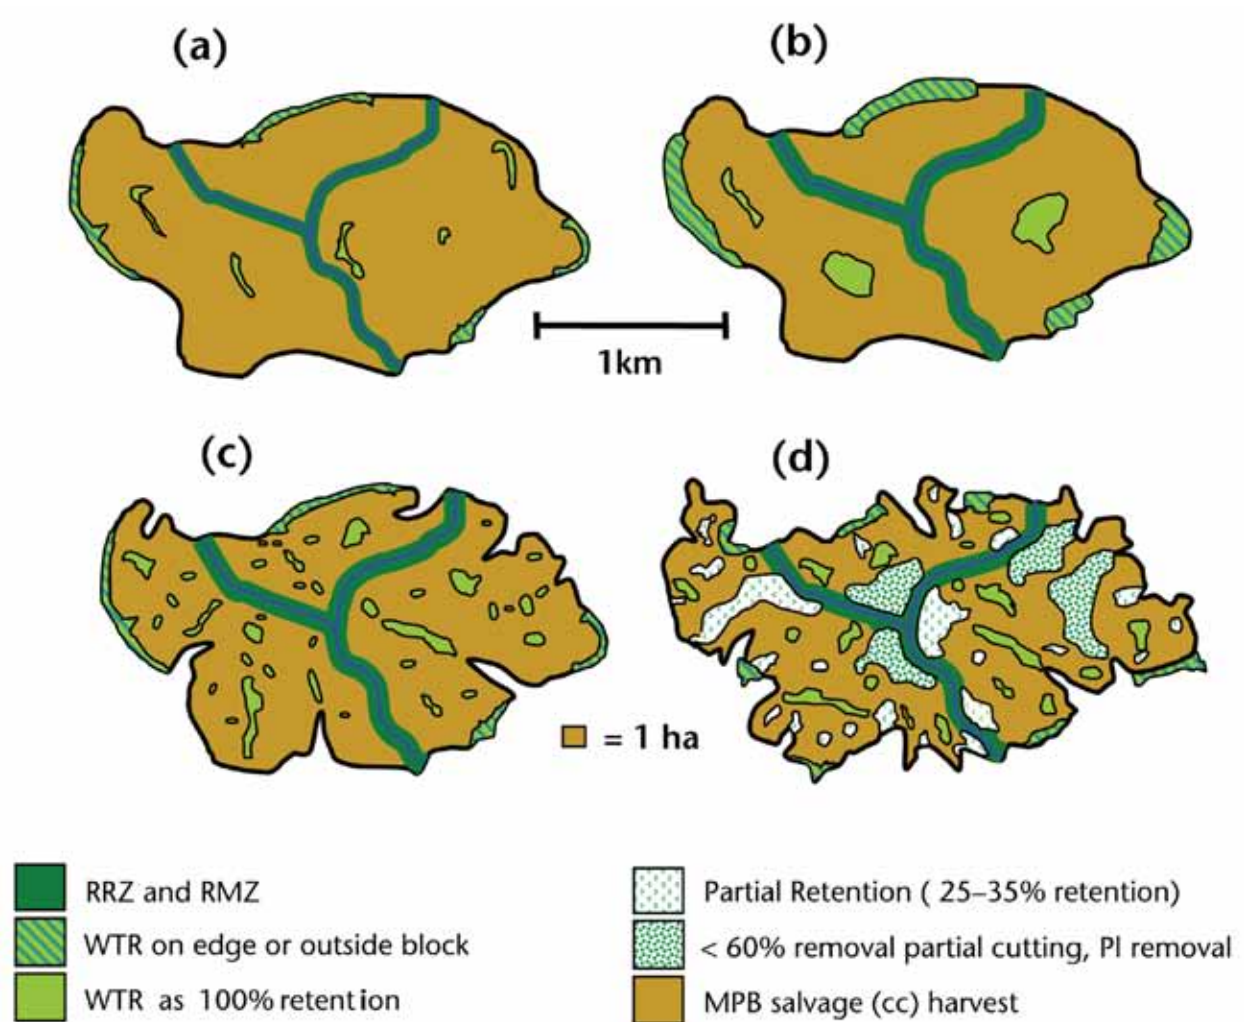 (a)
(b)
1km
(c)
(d)
= 1 ha
RRZ and RMZ
WTR on edge or outside block
WTR as 100% retention
Partial Retention ( 25–35% retention)
< 60% removal partial cutting, Pl removal
MPB salvage (cc) harvest